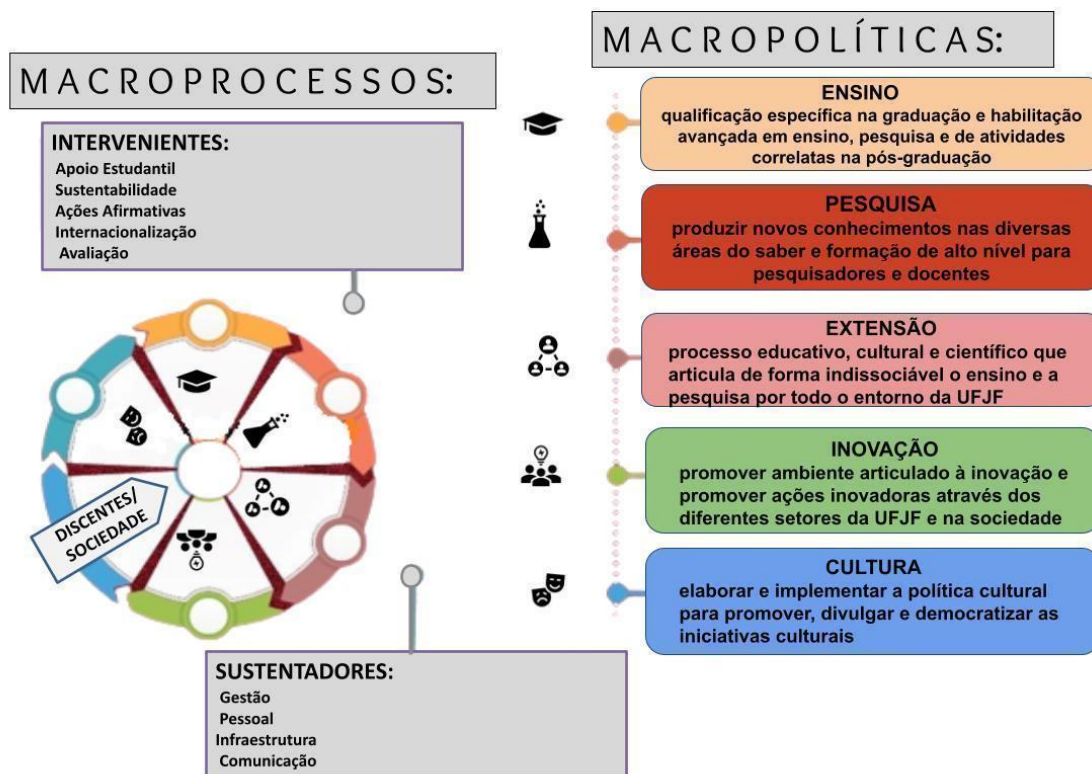 MACROPROCESSOS:
INTERVENIENTES:
Apoio Estudantil
Sustentabilidade
Ações Afirmativas
Internacionalização
Avaliação
DISCENTES/
SOCIEDADE
SUSTENTADORES:
Gestão
Pessoal
Infraestrutura
Comunicação
MACROPOLÍTICAS:
ENSINO
qualificação específica na graduação e habilitação
avançada em ensino, pesquisa e de atividades
correlatas na pós-graduação
PESQUISA
produzir novos conhecimentos nas diversas
áreas do saber e formação de alto nível para
pesquisadores e docentes
EXTENSÃO
processo educativo, cultural e científico que
articula de forma indissociável o ensino e a
pesquisa por todo o entorno da UFJF
INOVAÇÃO
promover ambiente articulado à inovação e
promover ações inovadoras através dos
diferentes setores da UFJF e na sociedade
CULTURA
elaborar e implementar a política cultural
para promover, divulgar e democratizar as
iniciativas culturais